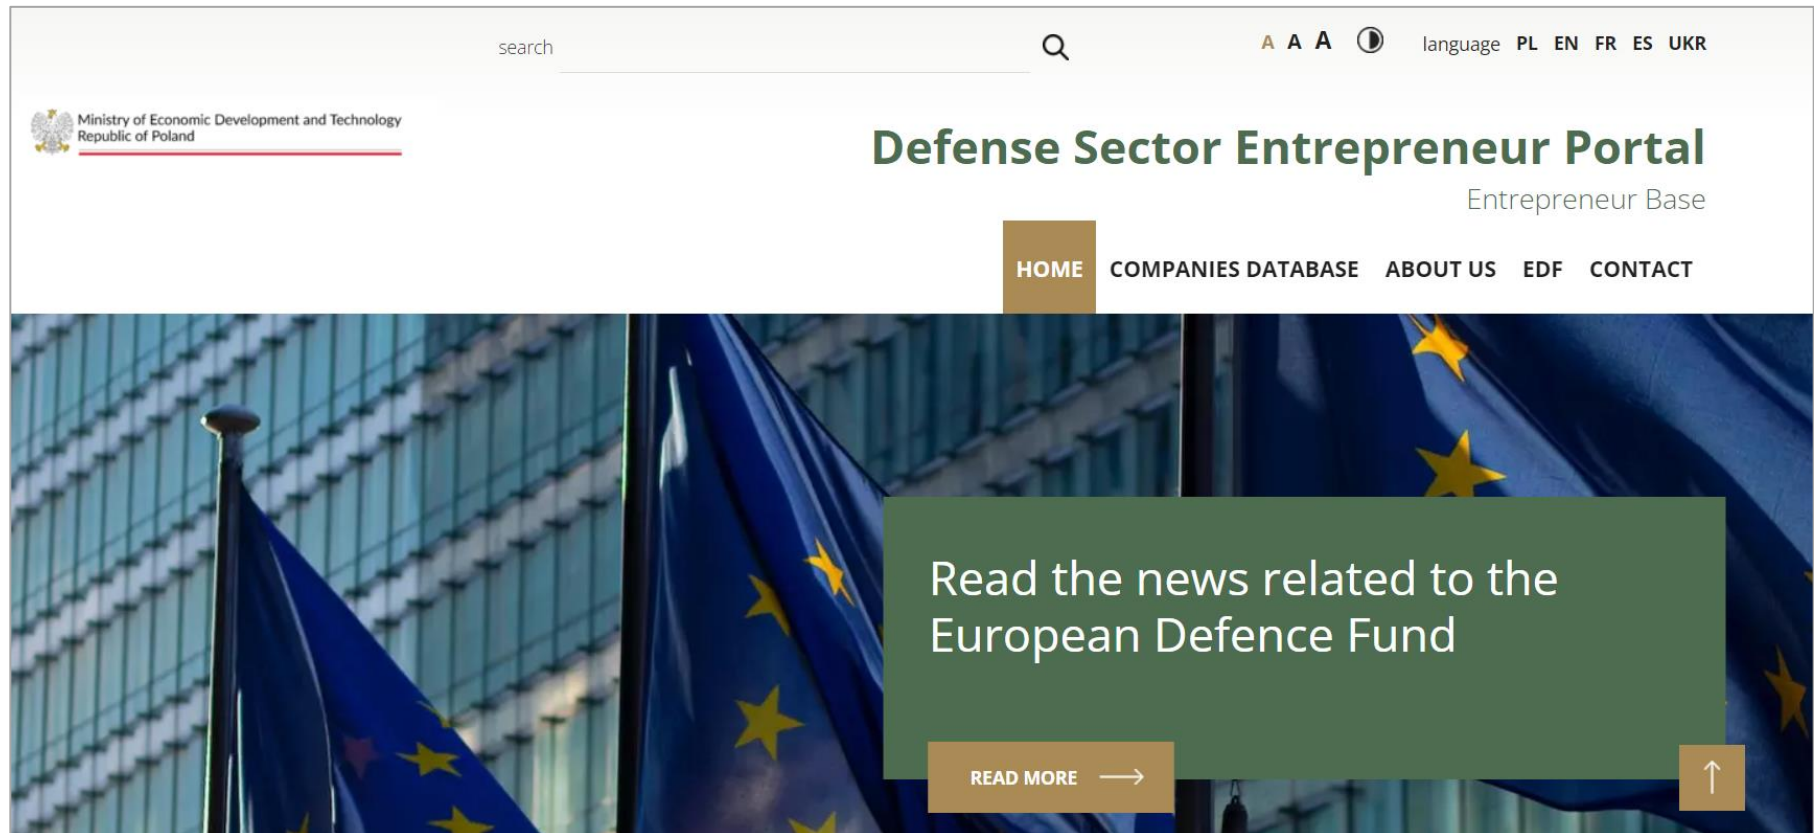 search
A A A
language PL EN FR ES UKR
Ministry of Economic Development and Technology
Republic of Poland
Defense Sector Entrepreneur Portal
Entrepreneur Base
HOME COMPANIES DATABASE ABOUT US EDF CONTACT
Read the news related to the
European Defence Fund
READ MORE